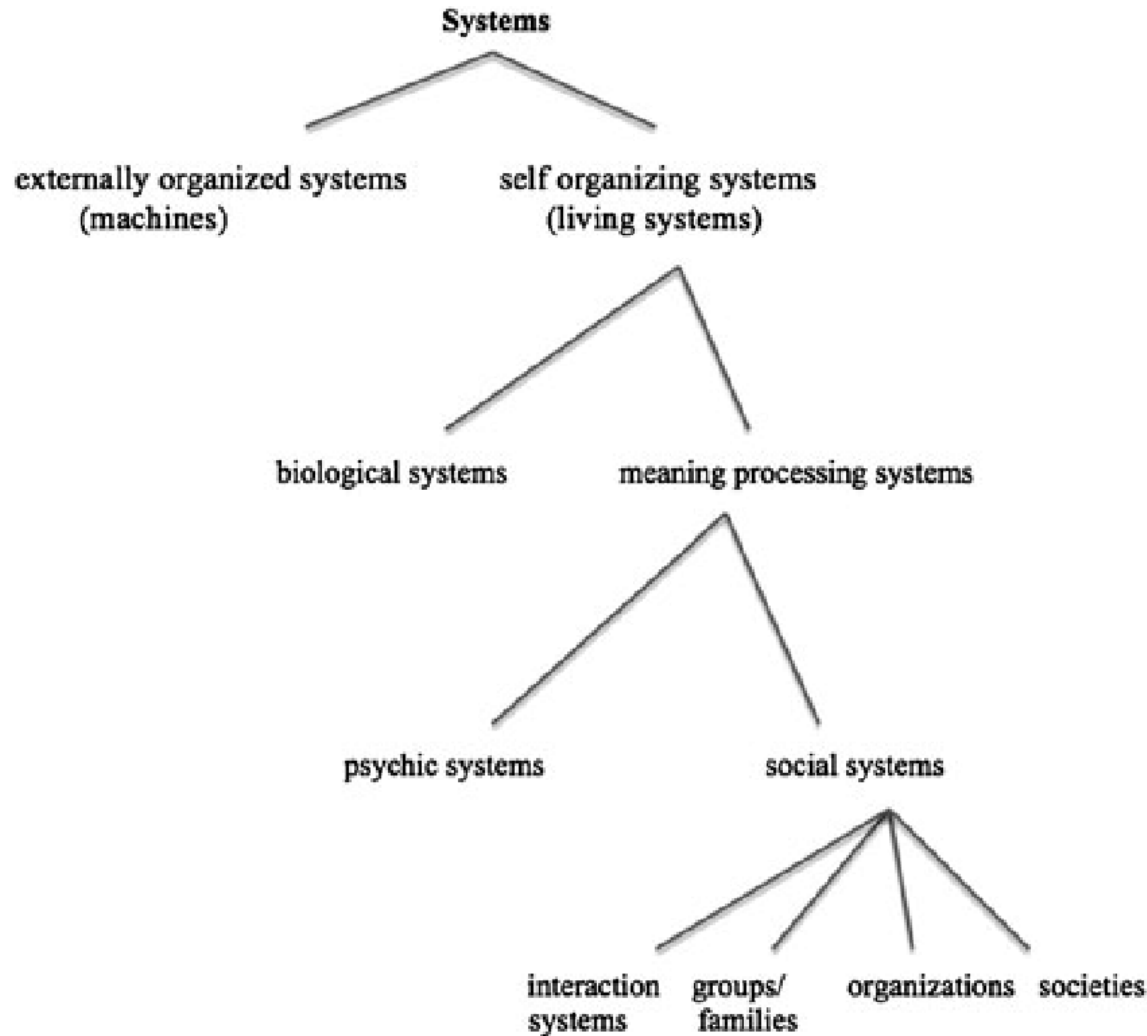 Systems
externally organized systems
(machines)
self organizing systems
(living systems)
biological systems
meaning processing systems
psychic systems
social systems
interaction
systems
groups/
families
organizations
societies